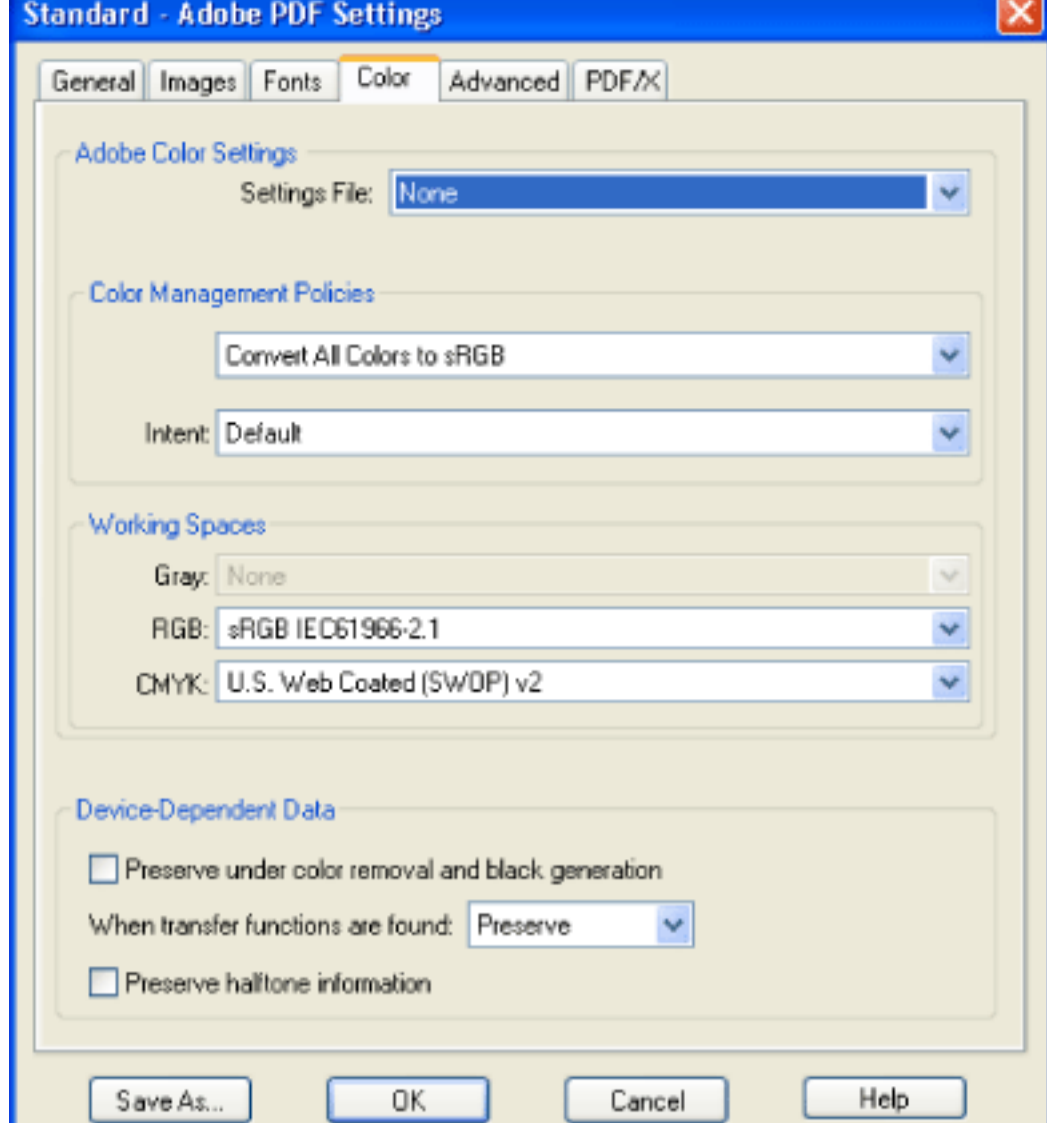 Standard - Adobe PDF Settings
General Images Fonts Color Advanced PDF/X
Adobe Color Settings
Settings File: None
Color Management Policies
Convert All Colors to sRGB
Intent: Default
Working Spaces
Gray: None
RGB: sRGB IEC61966-2.1
CMYK: U.S. Web Coated (SWOP) v2
Device-Dependent Data
Preserve under color removal and black generation
When transfer functions are found: Preserve
Preserve halftone information
Save As... OK Cancel Help